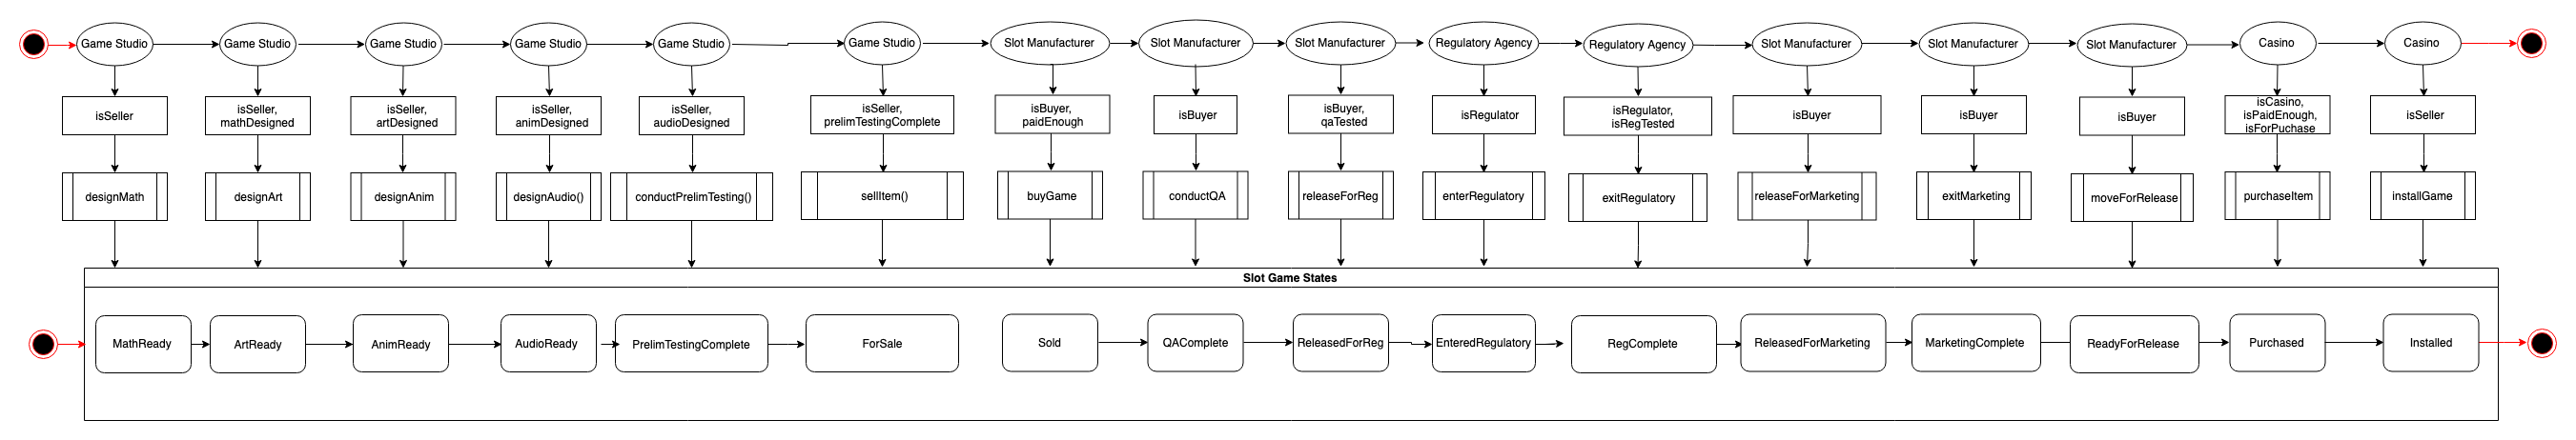 Game Studio
Game Studio
Game Studio
Game Studio
Game Studio
Game Studio
Slot Manufacturer
Slot Manufacturer
Slot Manufacturer
Regulatory Agency
Regulatory Agency
Slot Manufacturer
Slot Manufacturer
Slot Manufacturer
Casino
Casino
isSeller
isSeller,
mathDesigned
isSeller,
artDesigned
isSeller,
animDesigned
isSeller,
audioDesigned
isSeller,
prelimTestingComplete
isBuyer,
paidEnough
isBuyer
isBuyer,
qaTested
isRegulator
isRegulator,
isRegTested
isBuyer
isBuyer
isBuyer
isCasino,
isPaidEnough,
isForPuchase
isSeller
designMath
designArt
designAnim
designAudio()
conductPrelimTesting()
sellItem()
buyGame
conductQA
releaseForReg
enterRegulatory
exitRegulatory
releaseForMarketing
exitMarketing
moveForRelease
purchaseItem
installGame
Slot Game States
MathReady
ArtReady
AnimReady
AudioReady
PrelimTestingComplete
ForSale
Sold
QAComplete
ReleasedForReg
EnteredRegulatory
RegComplete
ReleasedForMarketing
MarketingComplete
ReadyForRelease
Purchased
Installed